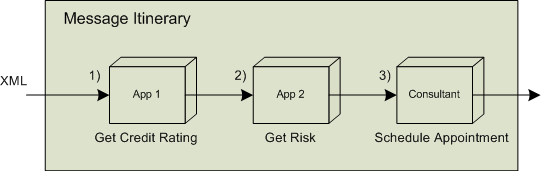 Message Itinerary
XML
1)
App 1
Get Credit Rating
2)
App 2
Get Risk
3)
Consultant
Schedule Appointment